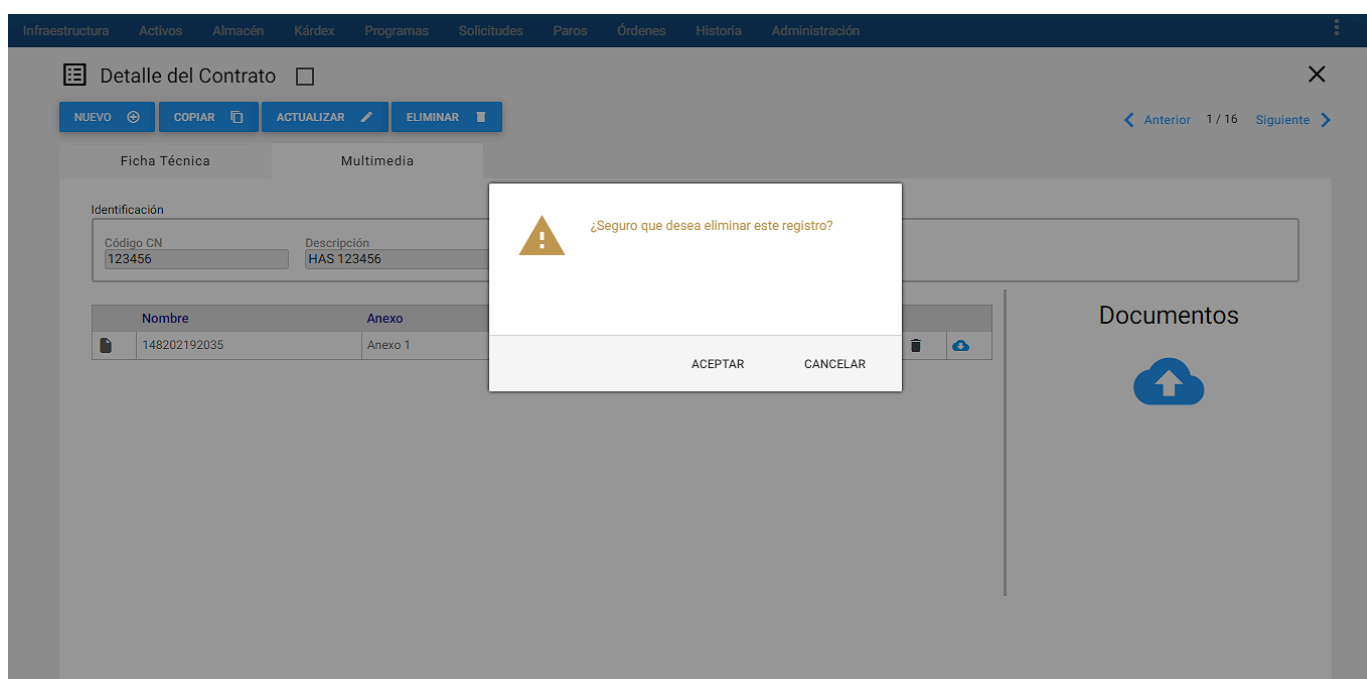 Infraestructura Activos Almacén Kárdex Programas Solicitudes Paros Órdenes Historia Administración
Detalle del Contrato
NUEVO COPIAR ACTUALIZAR ELIMINAR
Anterior 1 / 16 Siguiente
Ficha Técnica Multimedia
Identificación
¿Seguro que desea eliminar este registro?
Código CN Descripción
123456 HAS 123456
Nombre Anexo
Documentos
148202192035 Anexo 1
ACEPTAR CANCELAR